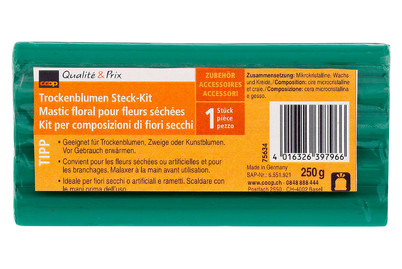 coop
Qualité & Prix
Trockenblumen Steck-Kit
Mastic floral pour fleurs séchées
Kit per composizioni di fiori secchi
TIPP
• Geeignet für Trockenblumen, Zweige oder Kunstblumen.
Vor Gebrauch erwärmen.
• Convient pour les fleurs séchées ou artificielles et pour
les branchages. Malaxer à la main avant utilisation.
• Ideale per fiori secchi o artificiali e rametti. Scaldare con
le mani prima dell'uso.
ZUBEHÖR
ACCESSOIRES
ACCESSORI
1 Stück
pièce
pezzo
Zusammensetzung: Mikrokristalline, Wachs
und Kreide. / Composition: cire microcristalline
et craie. / Composizione: cera microcristallina
e gesso.
75634
4 016326 397966
Made in Germany
BAP-Nr.: 6.551.921
250 g
www.coop.ch · 0848 888 444
Postfach 2550 · CH-4002 Basel